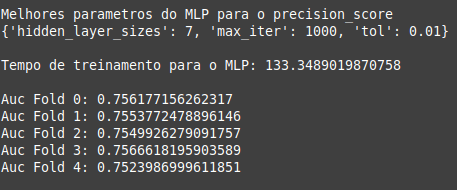 Melhores parametros do MLP para o precision_score
{'hidden_layer_sizes': 7, 'max_iter': 1000, 'tol': 0.01}
Tempo de treinamento para o MLP: 133.3489019870758
Auc Fold 0: 0.756177156262317
Auc Fold 1: 0.7553772478896146
Auc Fold 2: 0.7549926279091757
Auc Fold 3: 0.7566618195903589
Auc Fold 4: 0.7523986999611851